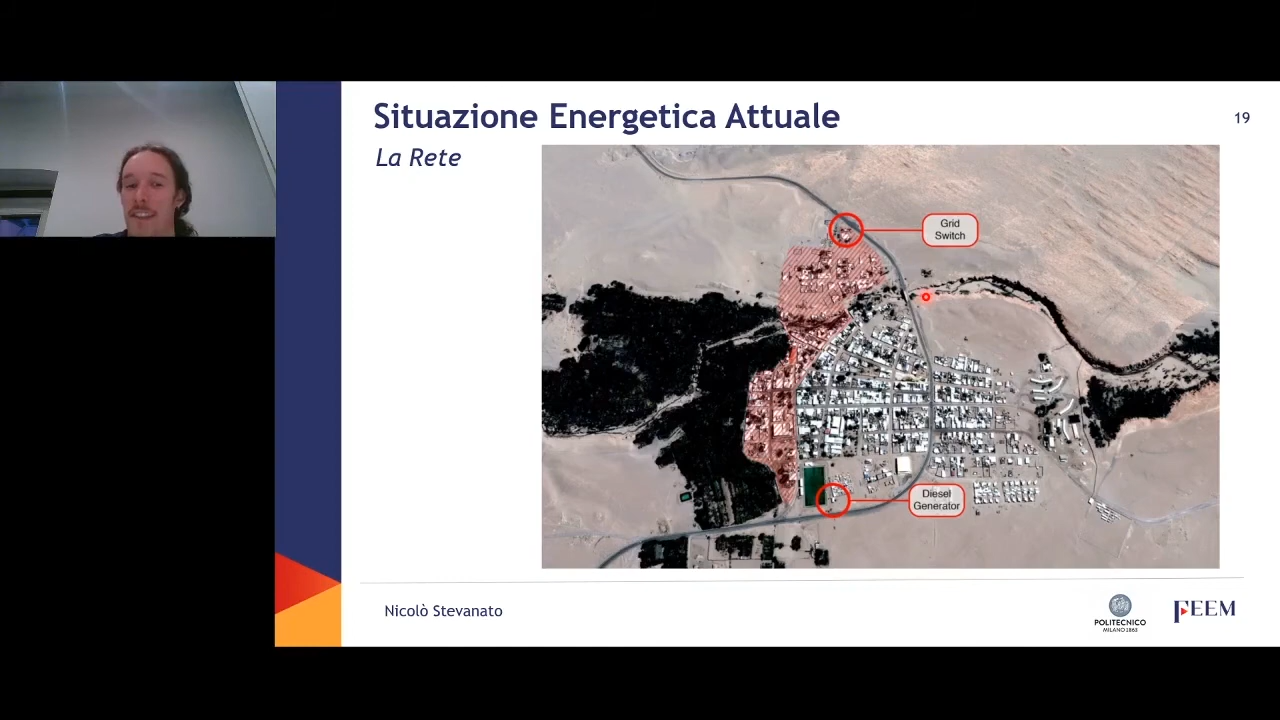 Situazione Energetica Attuale
19
La Rete
Grid
Switch
Diesel
Generator
Nicolò Stevanato
POLITECNICO
MILANO 1863
FEEM